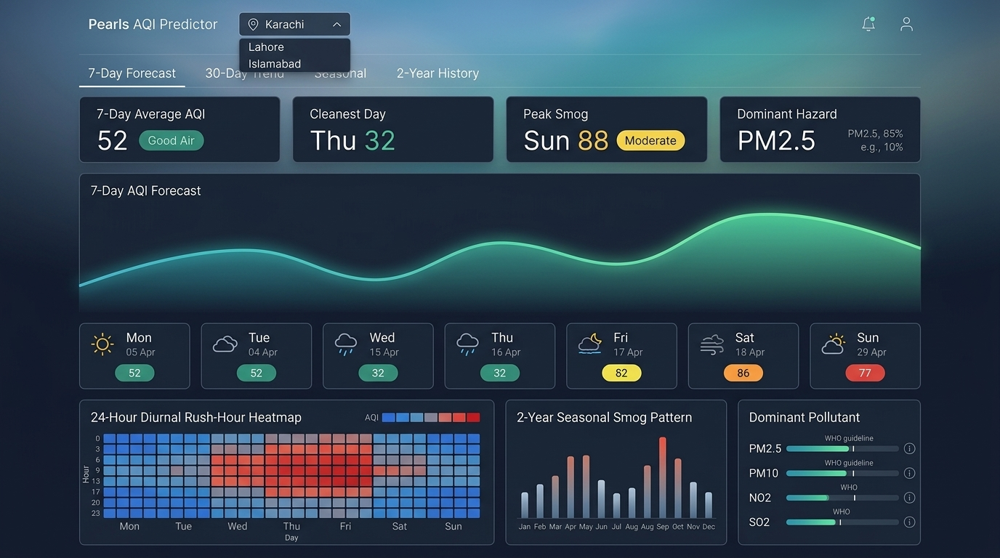 Pearls AQI Predictor
Karachi
Lahore
Islamabad
7-Day Forecast
30-Day Trend
Seasonal
2-Year History
7-Day Average AQI
52 Good Air
Cleanest Day
Thu 32
Peak Smog
Sun 88 Moderate
Dominant Hazard
PM2.5
PM2.5, 85%
e.g., 10%
7-Day AQI Forecast
Mon
05 Apr
52
Tue
04 Apr
52
Wed
15 Apr
32
Thu
16 Apr
32
Fri
17 Apr
82
Sat
18 Apr
86
Sun
29 Apr
77
24-Hour Diurnal Rush-Hour Heatmap
AQI
Hour
0
3
6
9
13
17
20
23
Mon Tue Wed Thu Fri Sat Sun
Day
2-Year Seasonal Smog Pattern
Jan Feb Mar Apr May Jun Jul Aug Aug Sep Oct Nov Dec
Dominant Pollutant
WHO guideline
PM2.5
WHO guideline
PM10
WHO
NO2
WHO
SO2